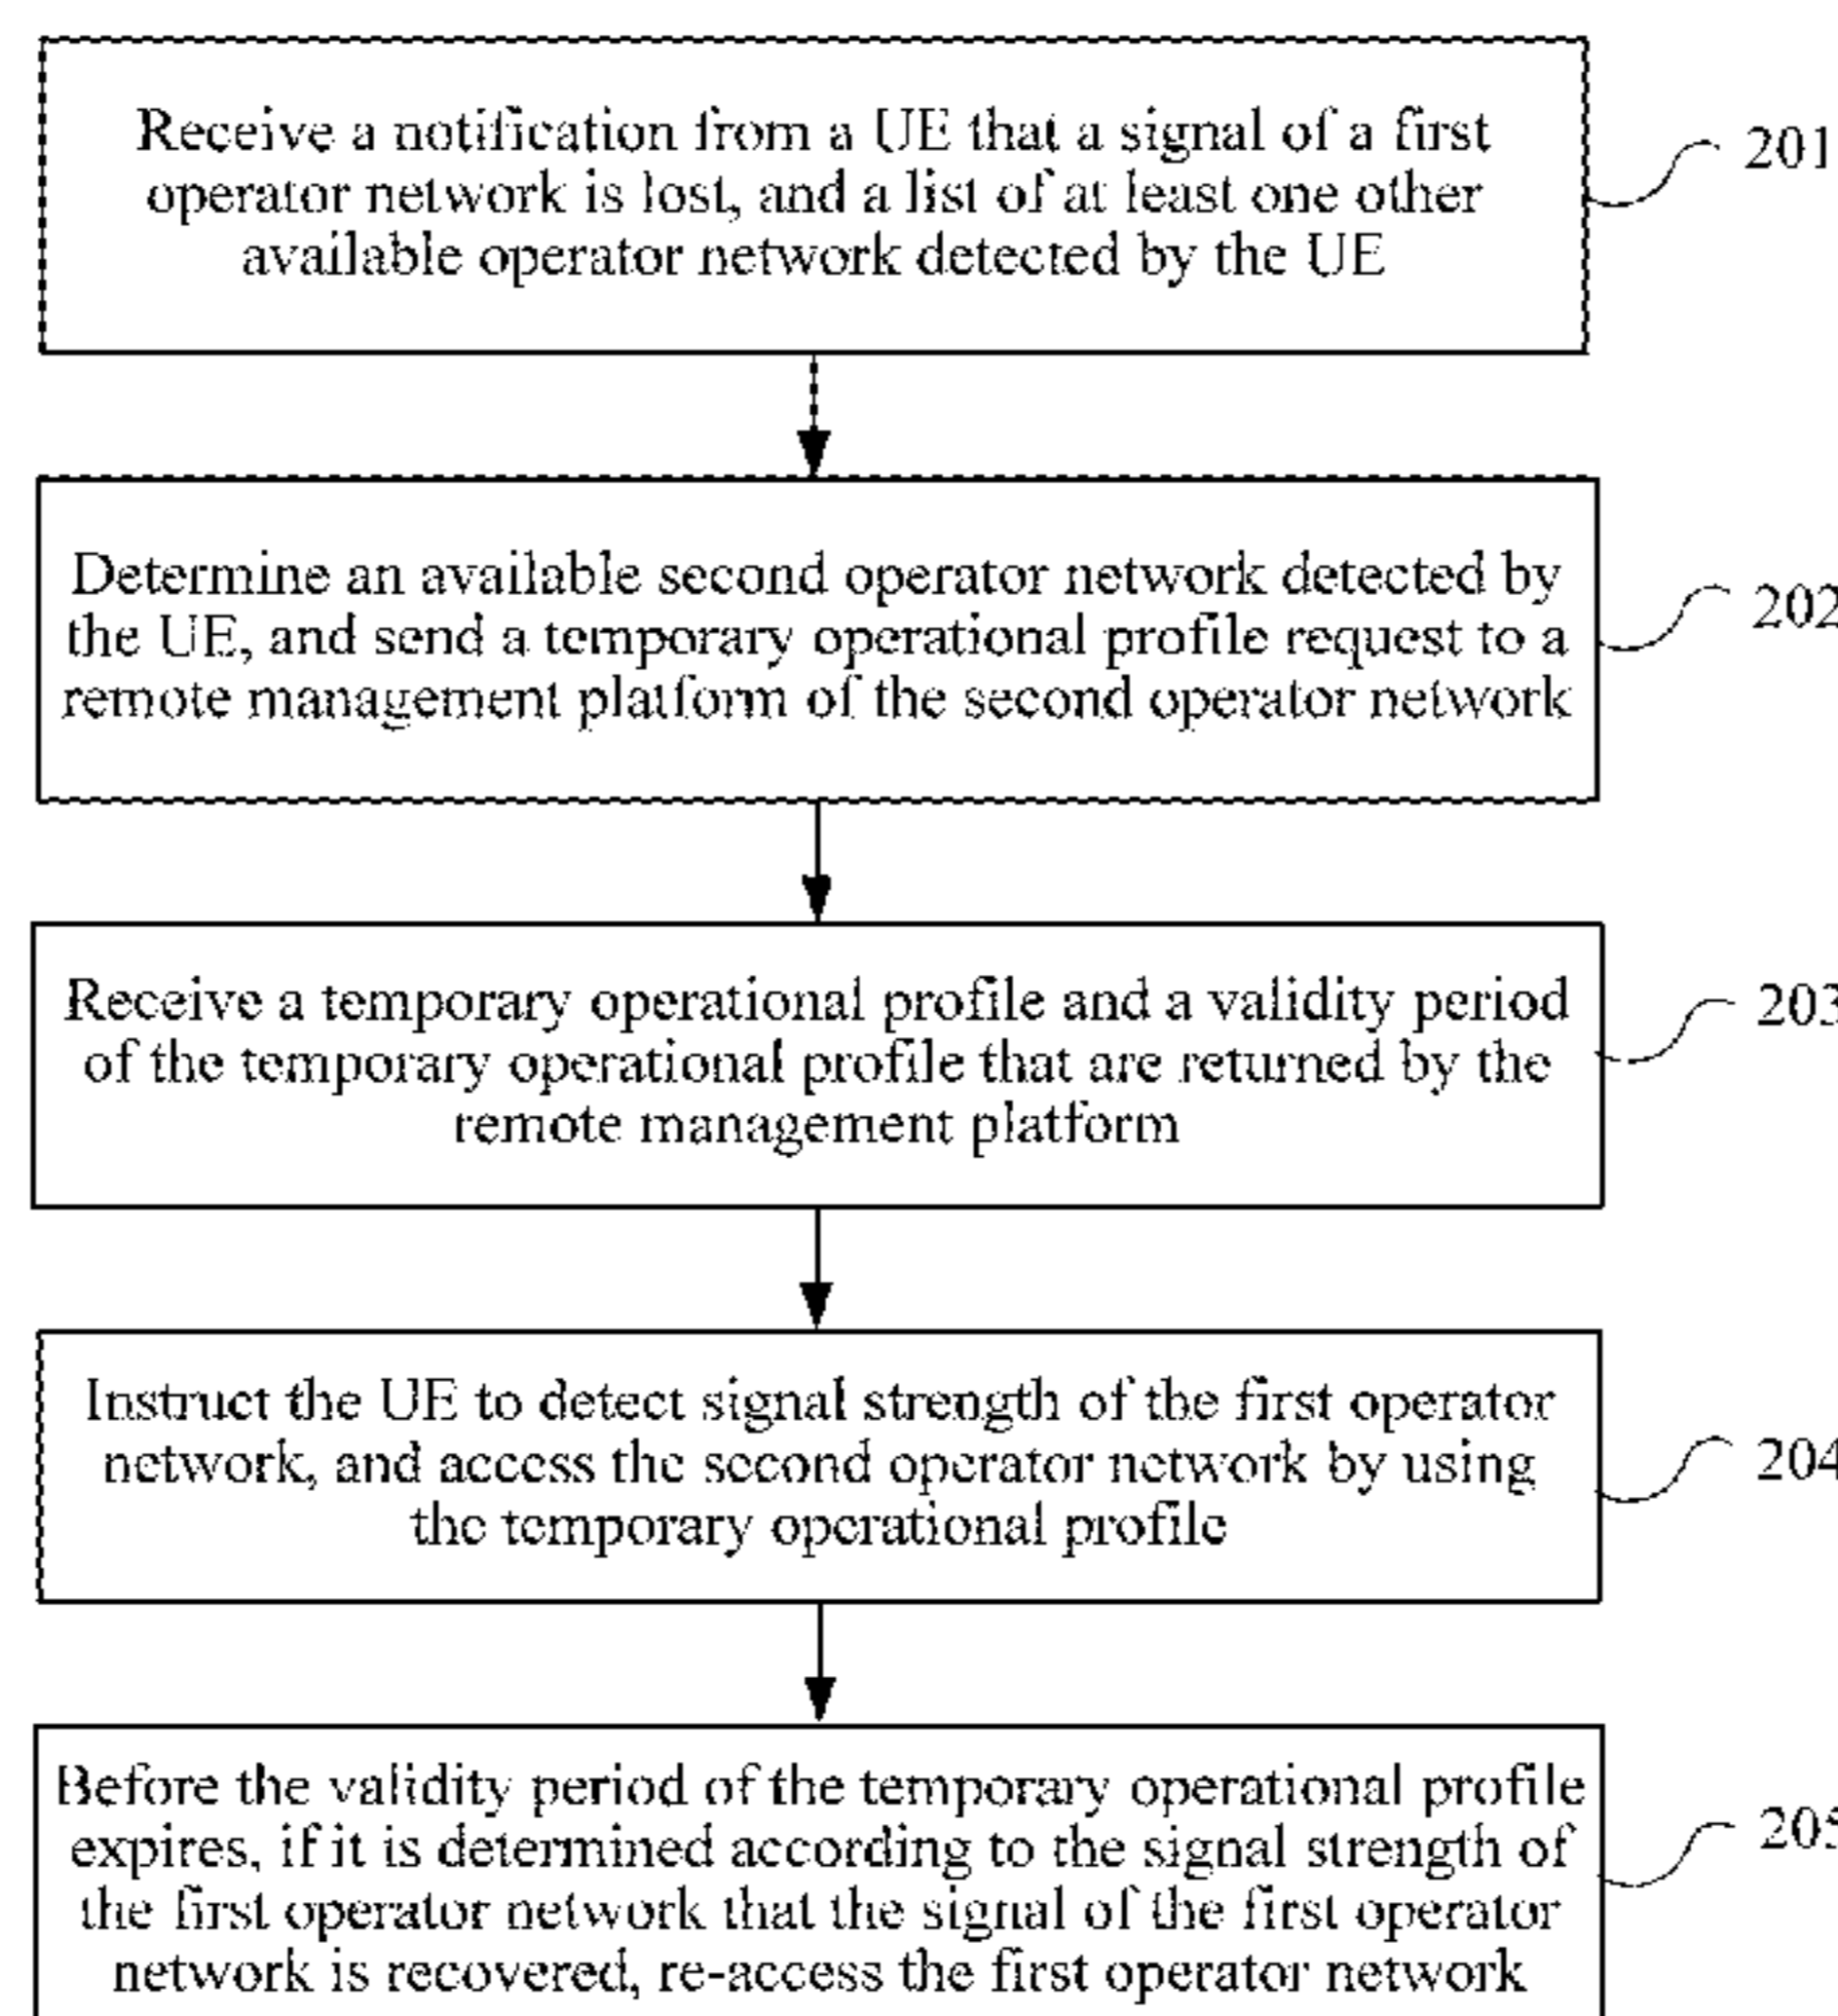 Receive a notification from a UE that a signal of a first
operator network is lost, and a list of at least one other
available operator network detected by the UE
201
Determine an available second operator network detected by
the UE, and send a temporary operational profile request to a
remote management platform of the second operator network
202
Receive a temporary operational profile and a validity period
of the temporary operational profile that are returned by the
remote management platform
203
Instruct the UE to detect signal strength of the first operator
network, and access the second operator network by using
the temporary operational profile
204
Before the validity period of the temporary operational profile
expires, if it is determined according to the signal strength of
the first operator network that the signal of the first operator
network is recovered, re-access the first operator network
205